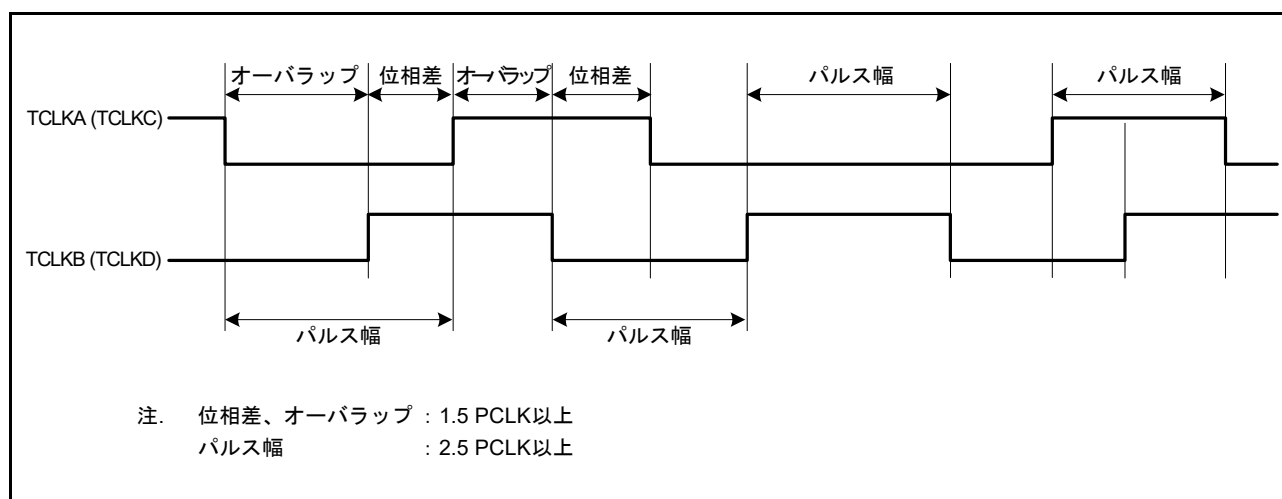 オーバラップ 位相差 オーバラップ 位相差 パルス幅 パルス幅
TCLKA (TCLKC)
TCLKB (TCLKD)
パルス幅 パルス幅
注. 位相差、オーバラップ : 1.5 PCLK以上
パルス幅 : 2.5 PCLK以上